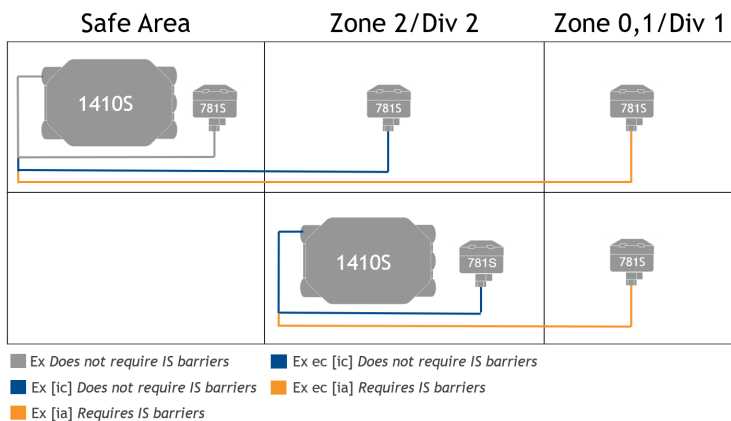 Safe Area Zone 2/Div 2 Zone 0,1/Div 1
1410S 781S 781S 781S
1410S 781S 781S
Ex Does not require IS barriers Ex ec [ic] Does not require IS barriers
Ex [ic] Does not require IS barriers Ex ec [ia] Requires IS barriers
Ex [ia] Requires IS barriers